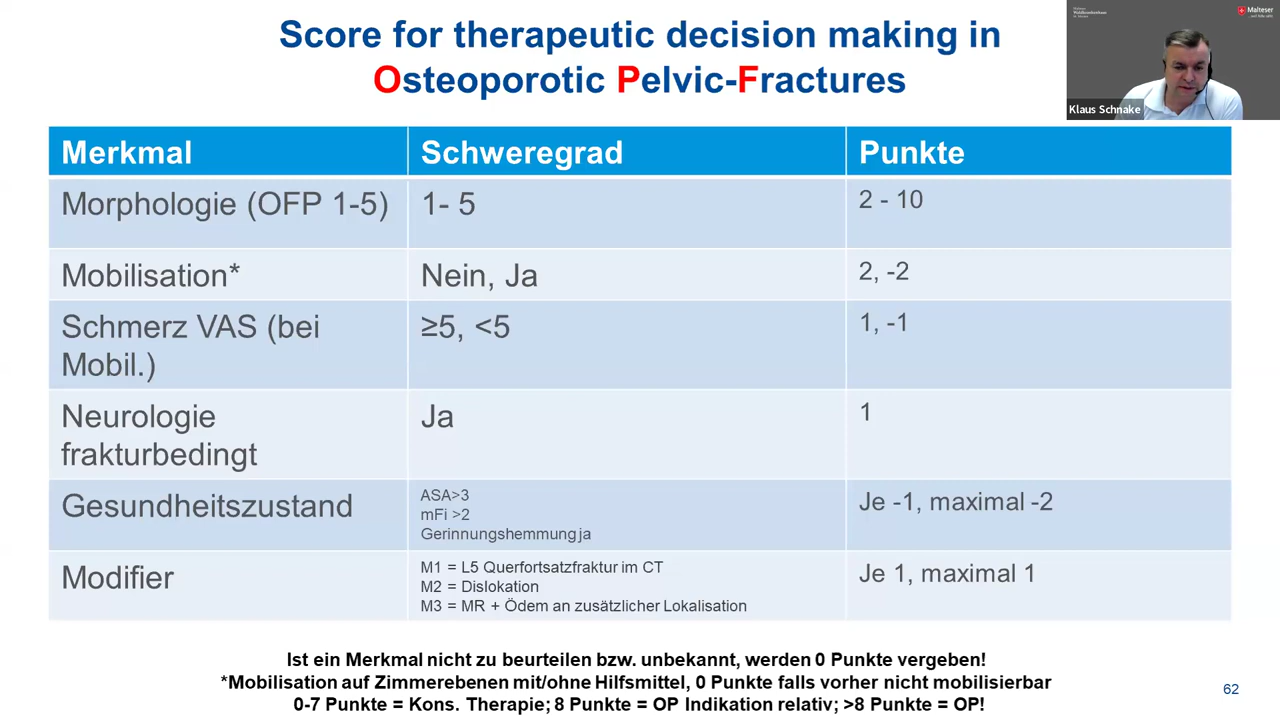 Score for therapeutic decision making in
Osteoporotic Pelvic-Fractures
Malteser
Klaus Schnake
Merkmal Schweregrad Punkte
Morphologie (OFP 1-5) 1- 5 2 - 10
Mobilisation* Nein, Ja 2, -2
Schmerz VAS (bei
Mobil.)
≥5, <5 1, -1
Neurologie
frakturbedingt
Ja 1
Gesundheitszustand
ASA>3
mFi >2
Gerinnungshemmung ja
Je -1, maximal -2
Modifier
M1 = L5 Querfortsatzfraktur im CT
M2 = Dislokation
M3 = MR + Ödem an zusätzlicher Lokalisation
Je 1, maximal 1
Ist ein Merkmal nicht zu beurteilen bzw. unbekannt, werden 0 Punkte vergeben!
*Mobilisation auf Zimmerebenen mit/ohne Hilfsmittel, 0 Punkte falls vorher nicht mobilisierbar
0-7 Punkte = Kons. Therapie; 8 Punkte = OP Indikation relativ; >8 Punkte = OP!
62